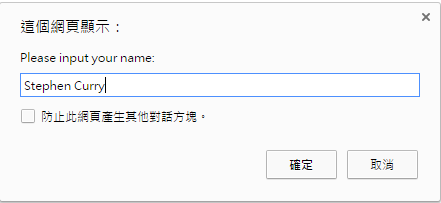 這個網頁顯示：
Please input your name:
Stephen Curry
防止此網頁產生其他對話方塊。
確定
取消